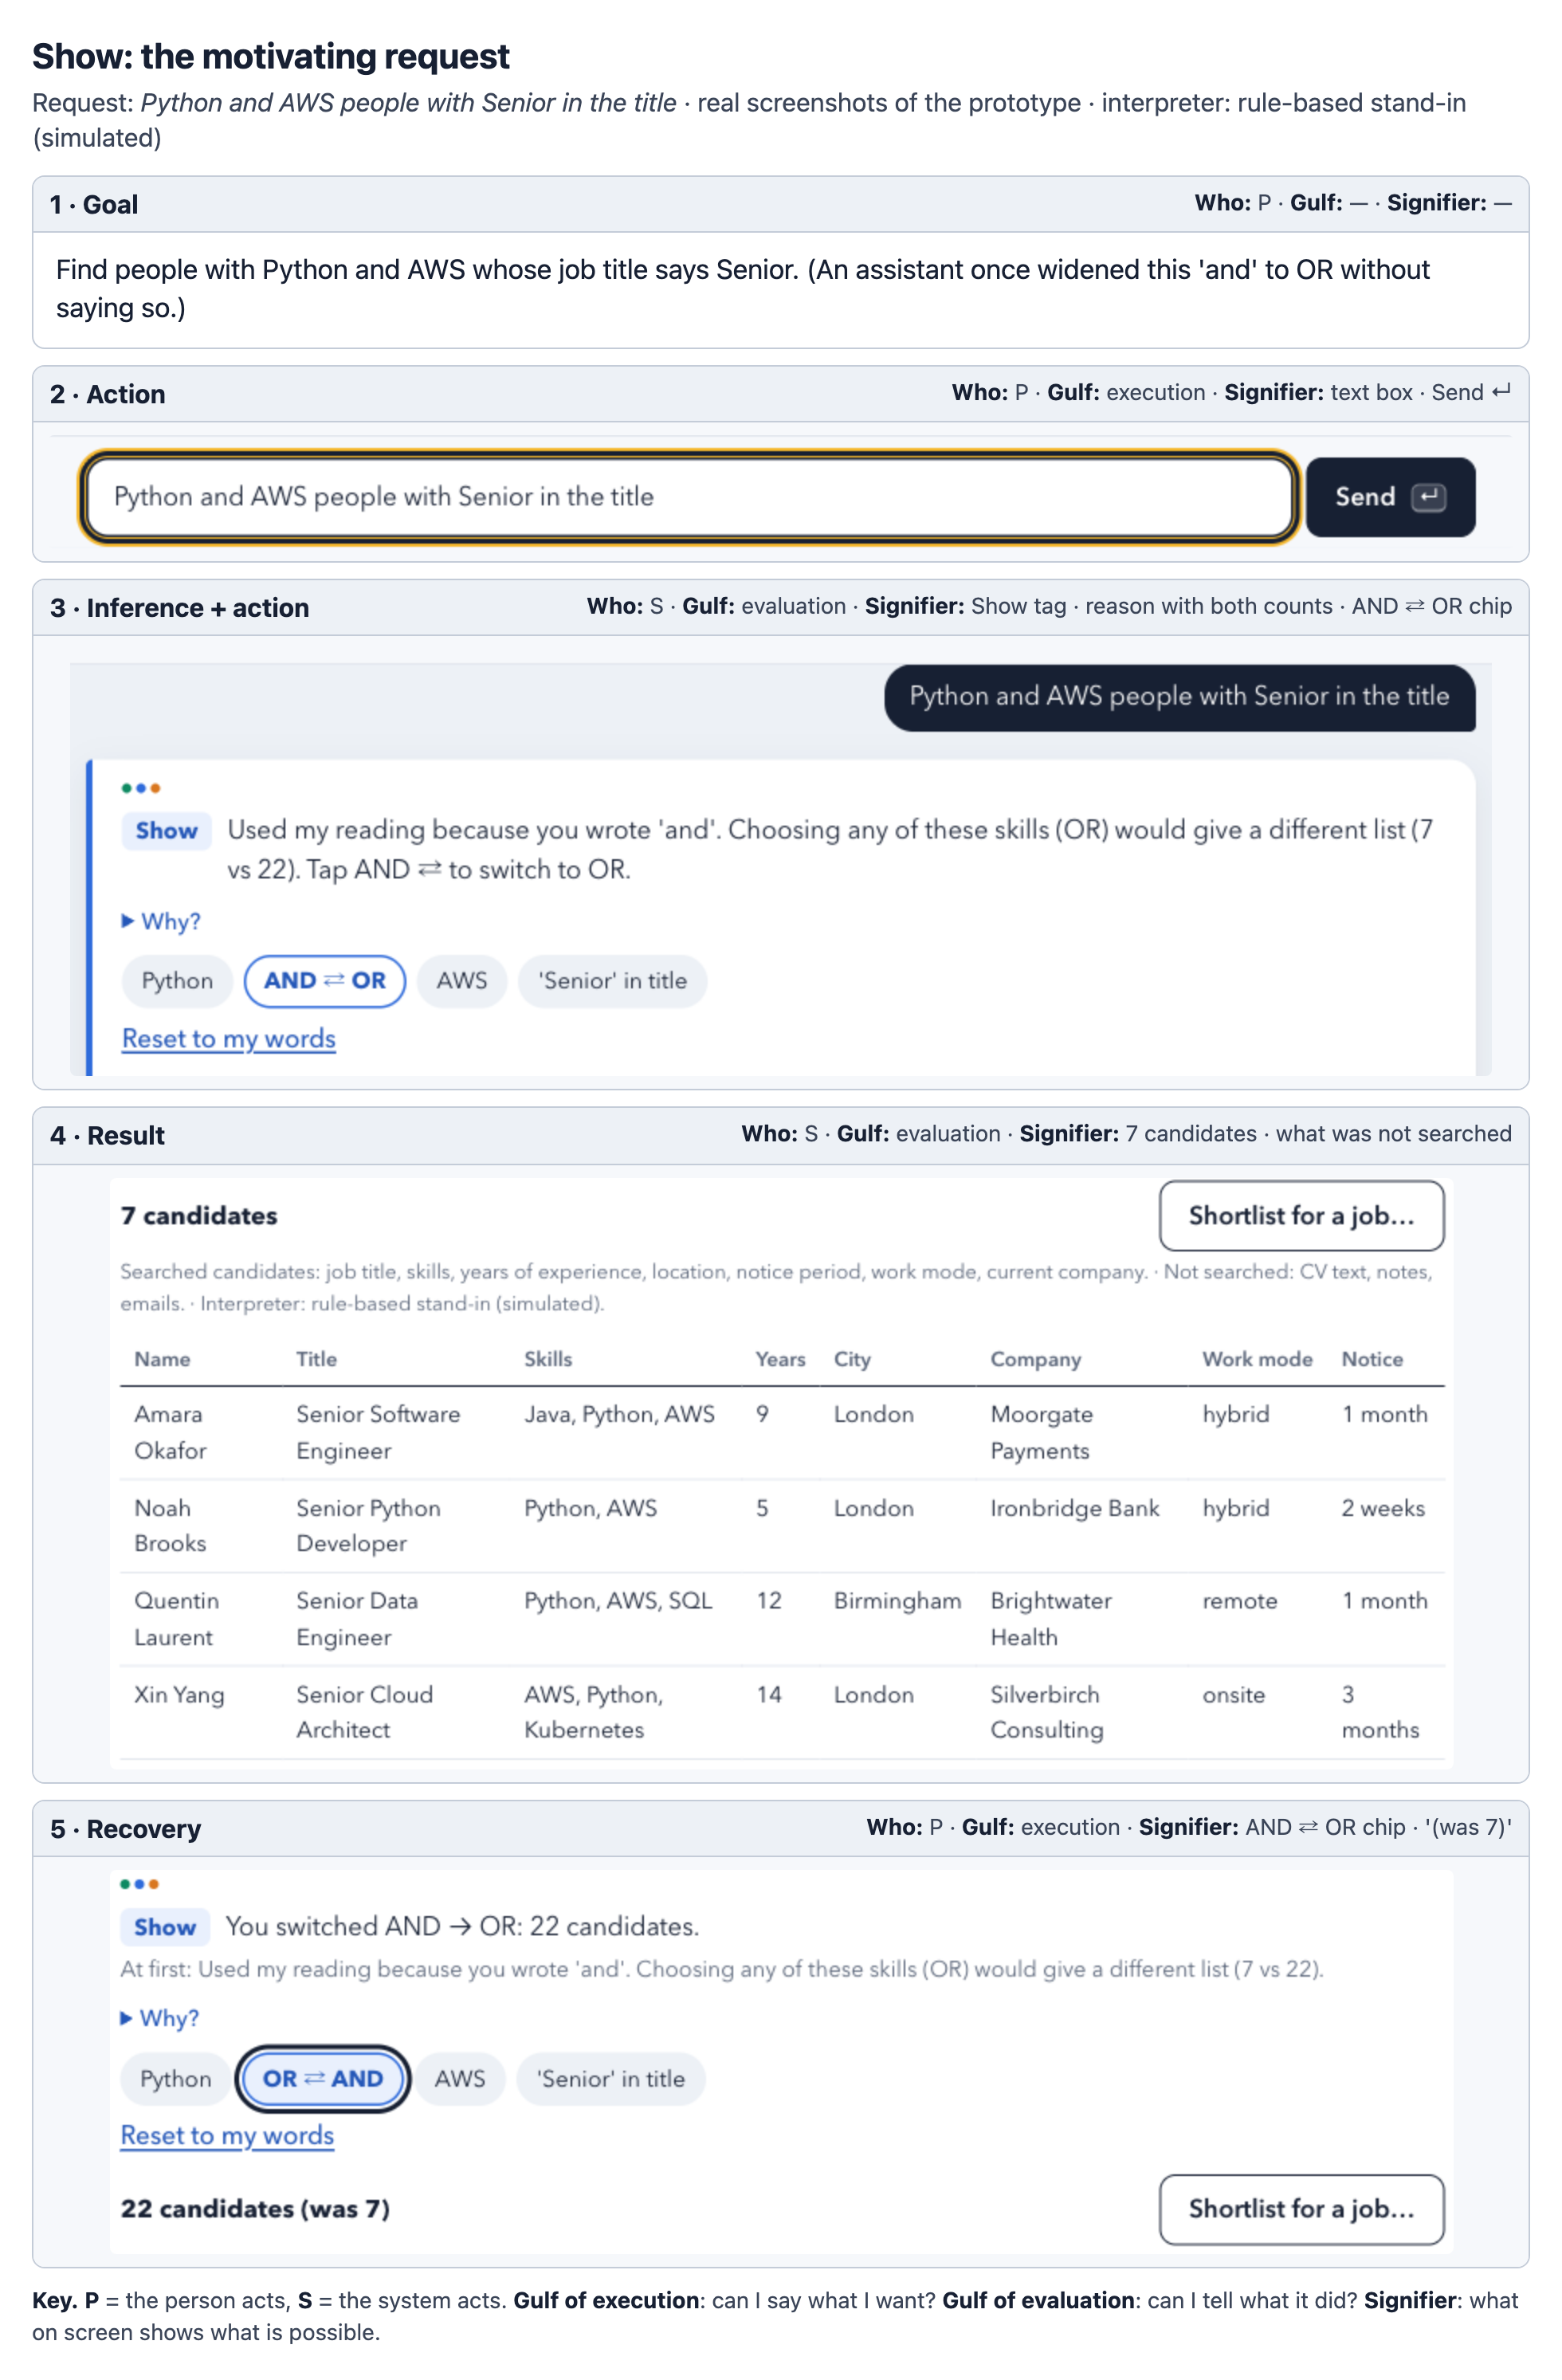 Show: the motivating request
Request: Python and AWS people with Senior in the title · real screenshots of the prototype · interpreter: rule-based stand-in
(simulated)
1 · Goal
Who: P · Gulf: — · Signifier: —
Find people with Python and AWS whose job title says Senior. (An assistant once widened this 'and' to OR without
saying so.)
2 · Action
Who: P · Gulf: execution · Signifier: text box · Send ↵
Python and AWS people with Senior in the title
Send ↵
3 · Inference + action
Who: S · Gulf: evaluation · Signifier: Show tag · reason with both counts · AND ⇄ OR chip
Python and AWS people with Senior in the title
Show Used my reading because you wrote 'and'. Choosing any of these skills (OR) would give a different list (7
vs 22). Tap AND ⇄ to switch to OR.
▶ Why?
Python AND ⇄ OR AWS 'Senior' in title
Reset to my words
4 · Result
Who: S · Gulf: evaluation · Signifier: 7 candidates · what was not searched
7 candidates
Shortlist for a job...
Searched candidates: job title, skills, years of experience, location, notice period, work mode, current company. · Not searched: CV text, notes,
emails. · Interpreter: rule-based stand-in (simulated).
Name Title Skills Years City Company Work mode Notice
Amara Senior Software Java, Python, AWS 9 London Moorgate hybrid 1 month
Okafor Engineer Payments
Noah Senior Python Python, AWS 5 London Ironbridge Bank hybrid 2 weeks
Brooks Developer
Quentin Senior Data Python, AWS, SQL 12 Birmingham Brightwater remote 1 month
Laurent Engineer Health
Xin Yang Senior Cloud AWS, Python, 14 London Silverbirch onsite 3
Architect Kubernetes Consulting months
5 · Recovery
Who: P · Gulf: execution · Signifier: AND ⇄ OR chip · '(was 7)'
Show You switched AND → OR: 22 candidates.
At first: Used my reading because you wrote 'and'. Choosing any of these skills (OR) would give a different list (7 vs 22).
▶ Why?
Python OR ⇄ AND AWS 'Senior' in title
Reset to my words
22 candidates (was 7)
Shortlist for a job...
Key. P = the person acts, S = the system acts. Gulf of execution: can I say what I want? Gulf of evaluation: can I tell what it did? Signifier: what
on screen shows what is possible.